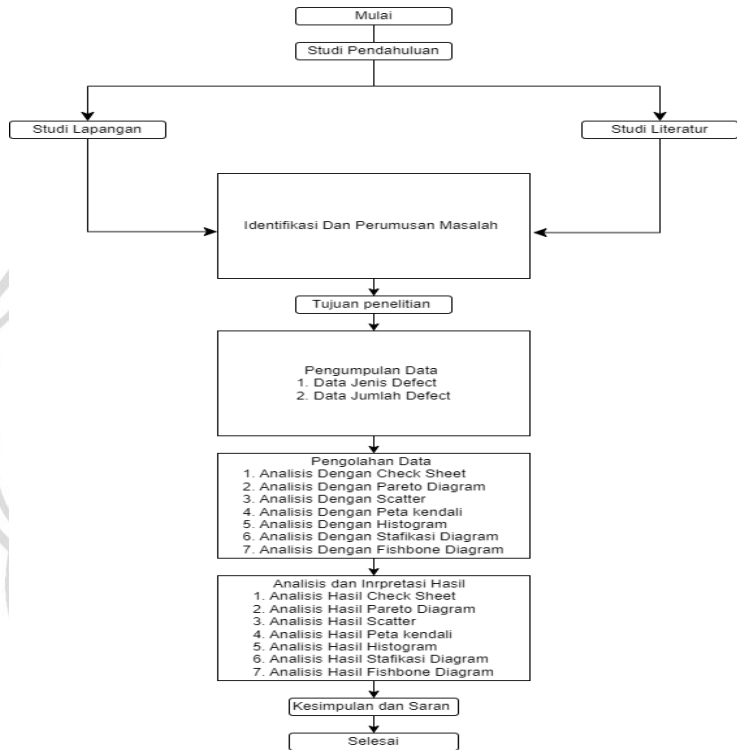 Mulai
Studi Pendahuluan
Studi Lapangan
Studi Literatur
Identifikasi Dan Perumusan Masalah
Tujuan penelitian
Pengumpulan Data
1. Data Jenis Defect
2. Data Jumlah Defect
Pengolahan Data
1. Analisis Dengan Check Sheet
2. Analisis Dengan Pareto Diagram
3. Analisis Dengan Scatter
4. Analisis Dengan Peta kendali
5. Analisis Dengan Histogram
6. Analisis Dengan Stafikasi Diagram
7. Analisis Dengan Fishbone Diagram
Analisis dan Inrpretasi Hasil
1. Analisis Hasil Check Sheet
2. Analisis Hasil Pareto Diagram
3. Analisis Hasil Scatter
4. Analisis Hasil Peta kendali
5. Analisis Hasil Histogram
6. Analisis Hasil Stafikasi Diagram
7. Analisis Hasil Fishbone Diagram
Kesimpulan dan Saran
Selesai